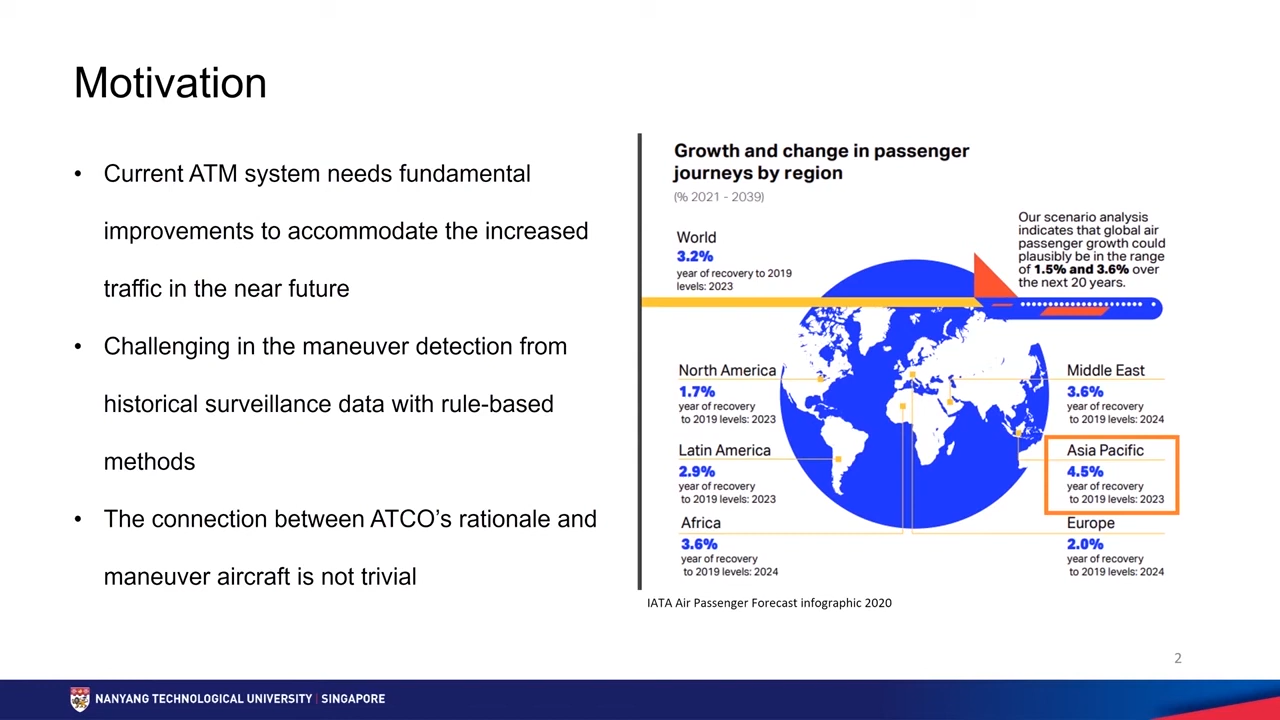 Motivation
• Current ATM system needs fundamental
improvements to accommodate the increased
traffic in the near future
• Challenging in the maneuver detection from
historical surveillance data with rule-based
methods
• The connection between ATCO’s rationale and
maneuver aircraft is not trivial
Growth and change in passenger
journeys by region
(% 2021 - 2039)
Our scenario analysis
indicates that global air
passenger growth could
plausibly be in the range
of 1.5% and 3.6% over
the next 20 years.
World
3.2%
year of recovery to 2019
levels: 2023
North America
1.7%
year of recovery
to 2019 levels: 2023
Latin America
2.9%
year of recovery
to 2019 levels: 2023
Africa
3.6%
year of recovery
to 2019 levels: 2024
Middle East
3.6%
year of recovery
to 2019 levels: 2024
Asia Pacific
4.5%
year of recovery
to 2019 levels: 2023
Europe
2.0%
year of recovery
to 2019 levels: 2024
IATA Air Passenger Forecast infographic 2020
2
NANYANG TECHNOLOGICAL UNIVERSITY | SINGAPORE